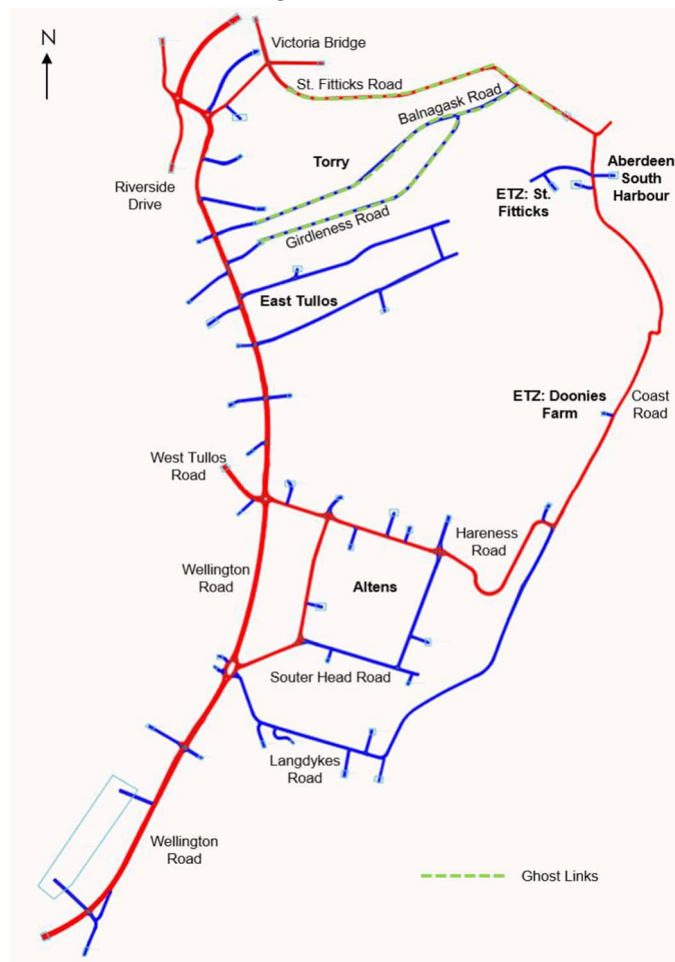 N
Victoria Bridge
St. Fitticks Road
Balnagask Road
Torry
Aberdeen
South
Harbour
ETZ: St.
Fitticks
Riverside
Drive
Girdleness Road
East Tullos
ETZ: Doonies
Farm
Coast
Road
West Tullos
Road
Hareness
Road
Wellington
Road
Altens
Souter Head Road
Langdykes
Road
Wellington
Road
Ghost Links